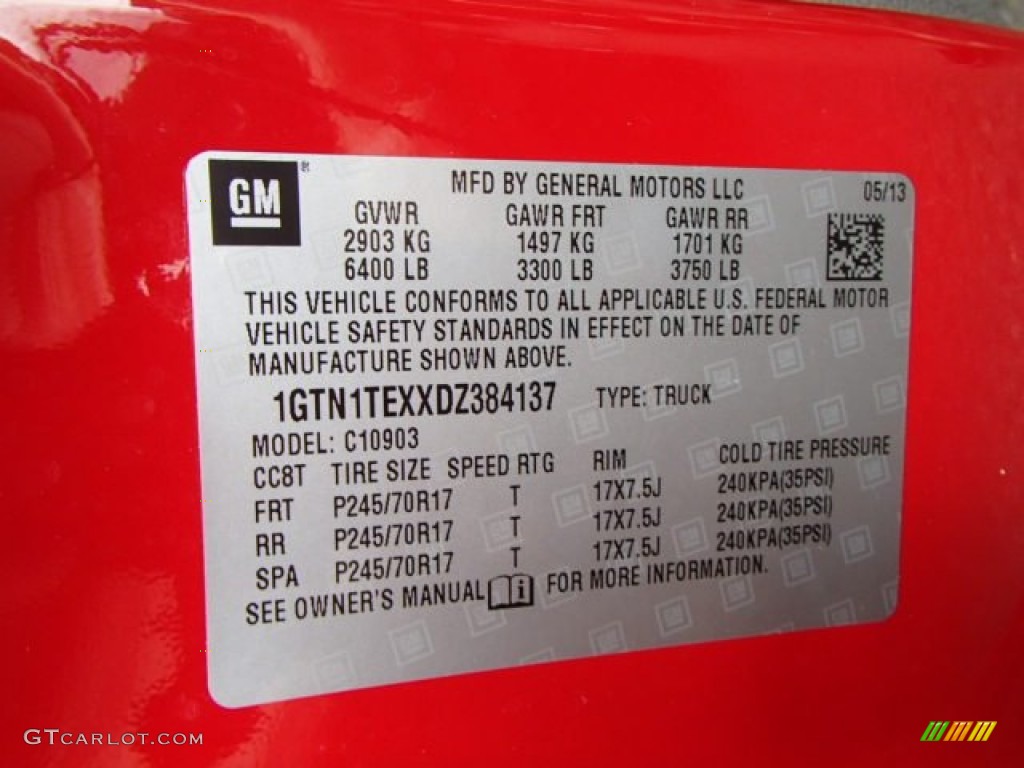 GM®
MFD BY GENERAL MOTORS LLC 05/13
GVWR GAWR FRT GAWR RR
2903 KG 1497 KG 1701 KG
6400 LB 3300 LB 3750 LB
THIS VEHICLE CONFORMS TO ALL APPLICABLE U.S. FEDERAL MOTOR
VEHICLE SAFETY STANDARDS IN EFFECT ON THE DATE OF
MANUFACTURE SHOWN ABOVE.
1GTN1TEXXDZ384137 TYPE: TRUCK
MODEL: C10903
CC8T TIRE SIZE SPEED RTG RIM COLD TIRE PRESSURE
FRT P245/70R17 T 17X7.5J 240KPA(35PSI)
RR P245/70R17 T 17X7.5J 240KPA(35PSI)
SPA P245/70R17 T 17X7.5J 240KPA(35PSI)
SEE OWNER'S MANUAL FOR MORE INFORMATION.
GTCARLOT.COM